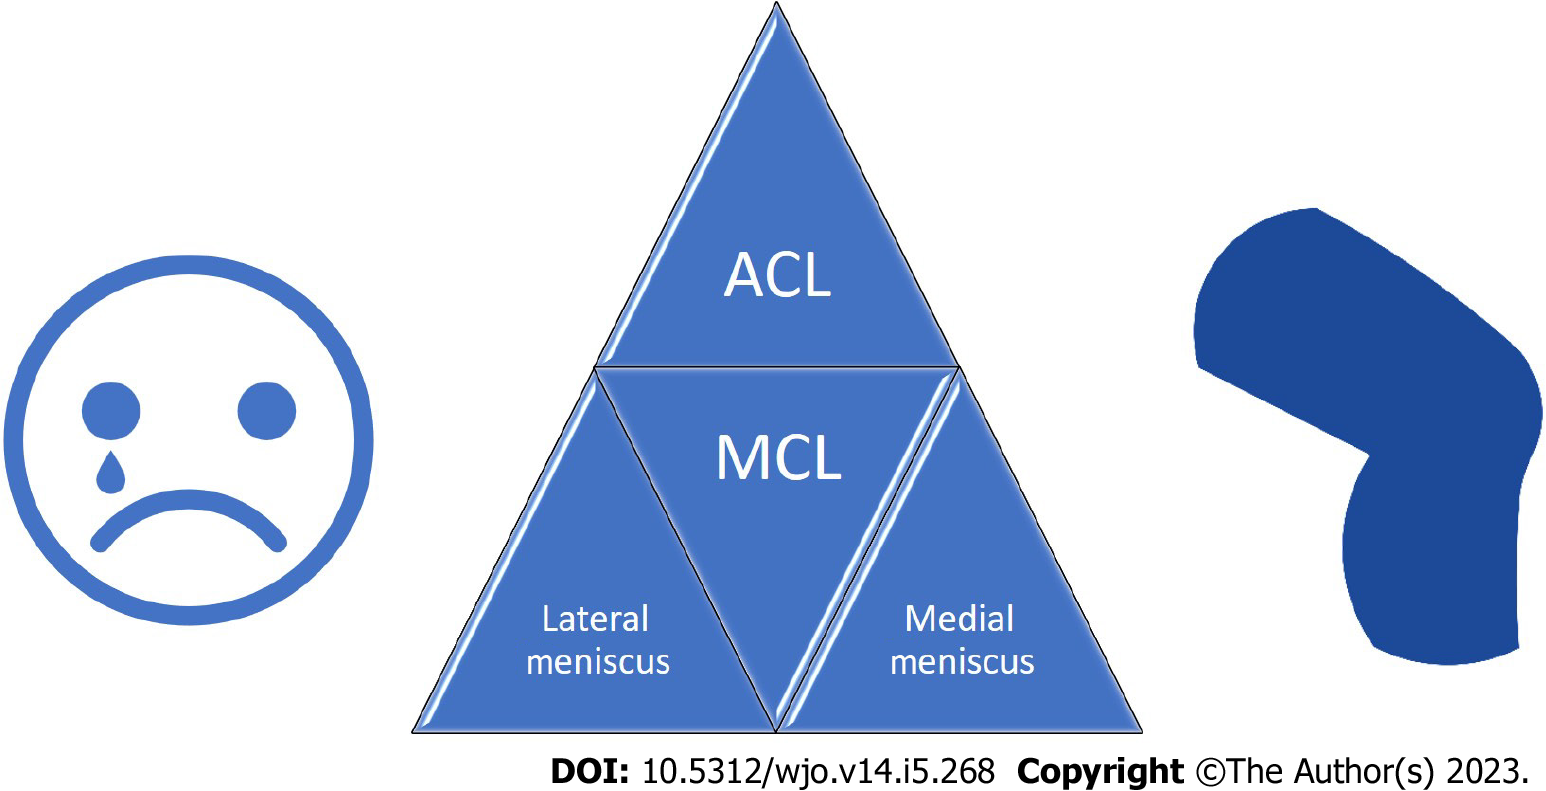 ACL
MCL
Lateral
meniscus
Medial
meniscus
DOI: 10.5312/wjo.v14.i5.268 Copyright ©The Author(s) 2023.